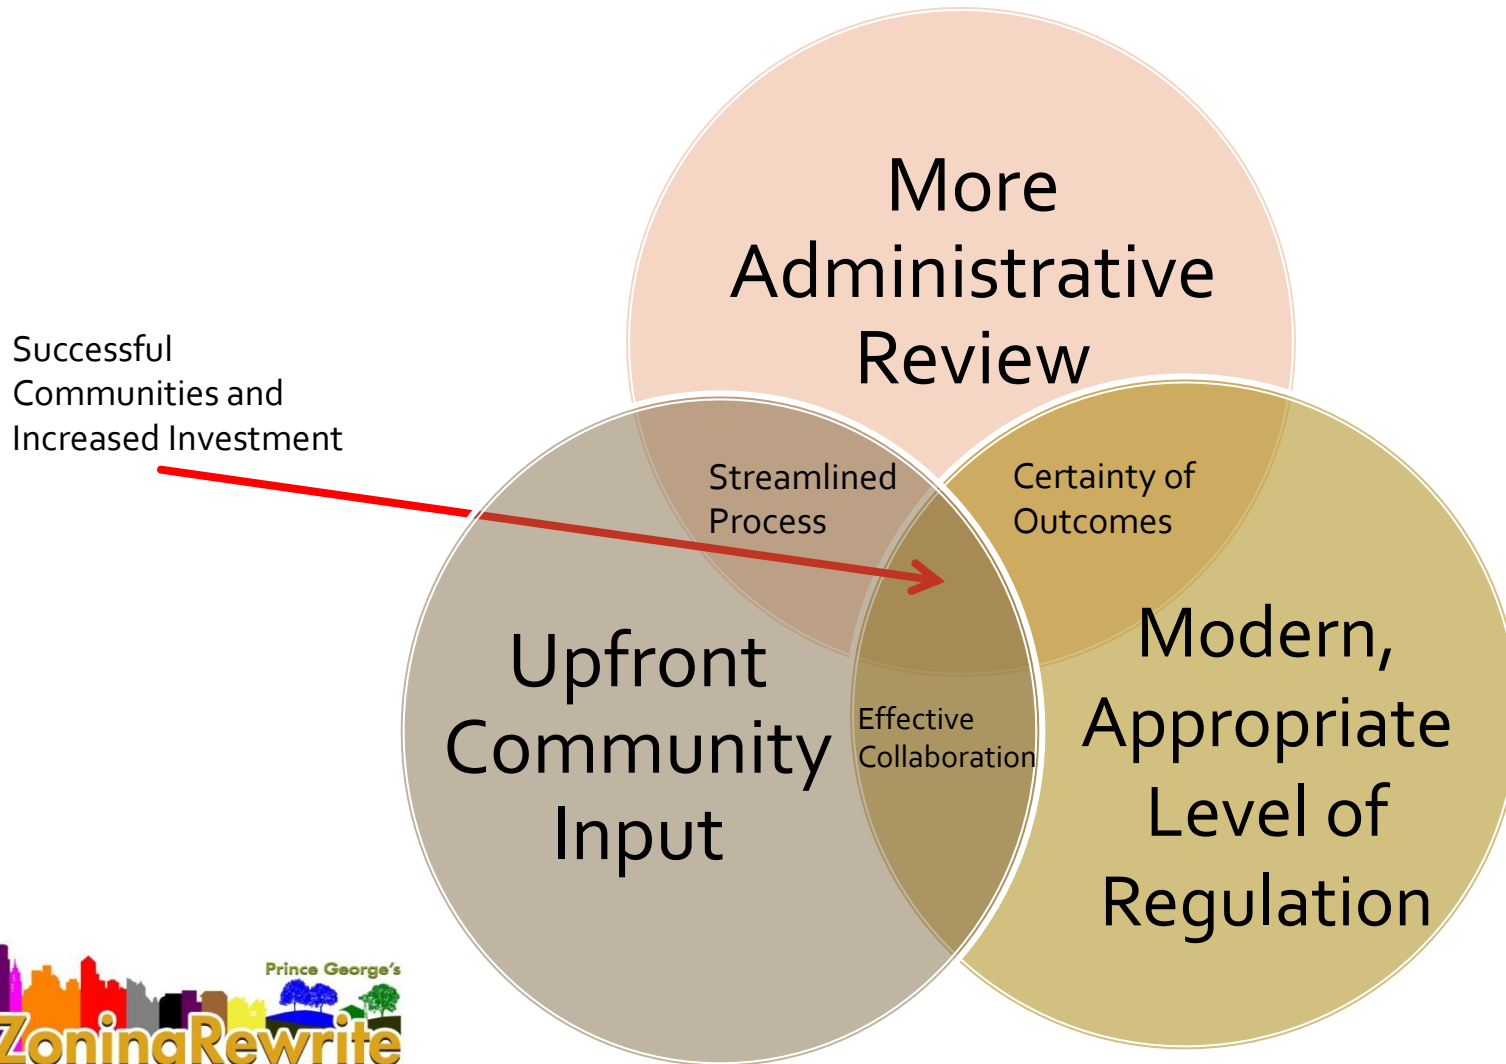 More
Administrative
Review
Successful
Communities and
Increased Investment
Streamlined
Process
Certainty of
Outcomes
Upfront
Community
Input
Effective
Collaboration
Modern,
Appropriate
Level of
Regulation
Prince George's
ZoningRewrite